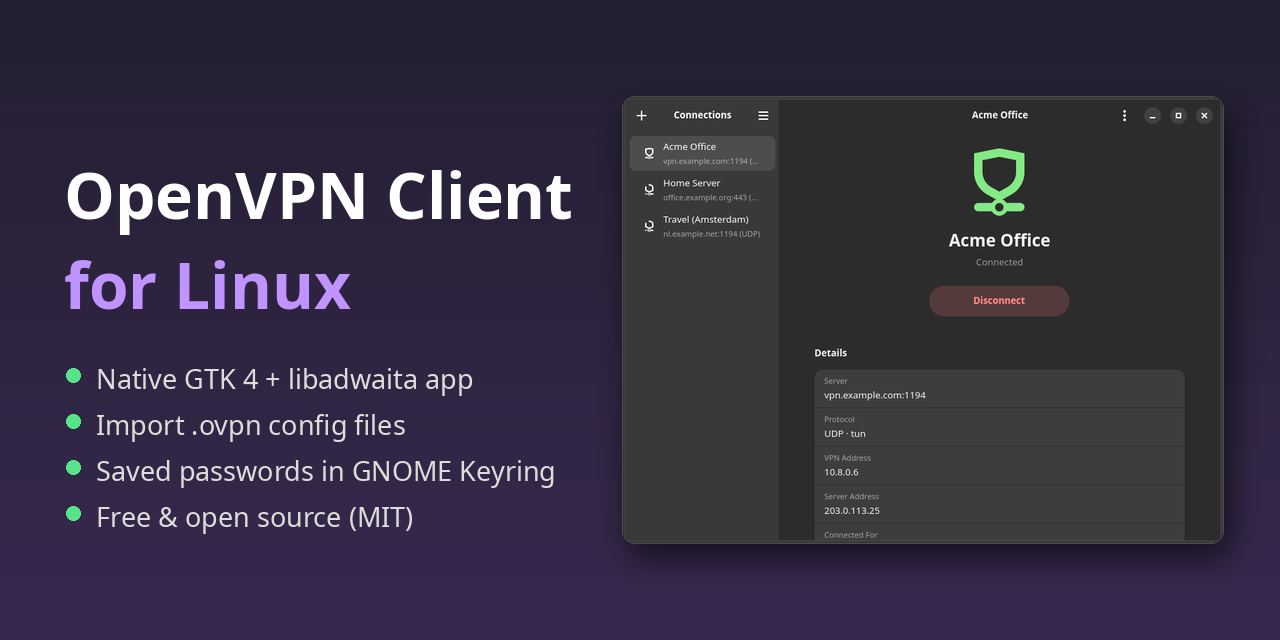 OpenVPN Client
for Linux
Native GTK 4 + libadwaita app
Import .ovpn config files
Saved passwords in GNOME Keyring
Free & open source (MIT)
Connections
Acme Office
vpn.example.com:1194 (...
Home Server
office.example.org:443 (...
Travel (Amsterdam)
nl.example.net:1194 (UDP)
Acme Office
Acme Office
Connected
Disconnect
Details
Server
vpn.example.com:1194
Protocol
UDP · tun
VPN Address
10.8.0.6
Server Address
203.0.113.25
Connected For